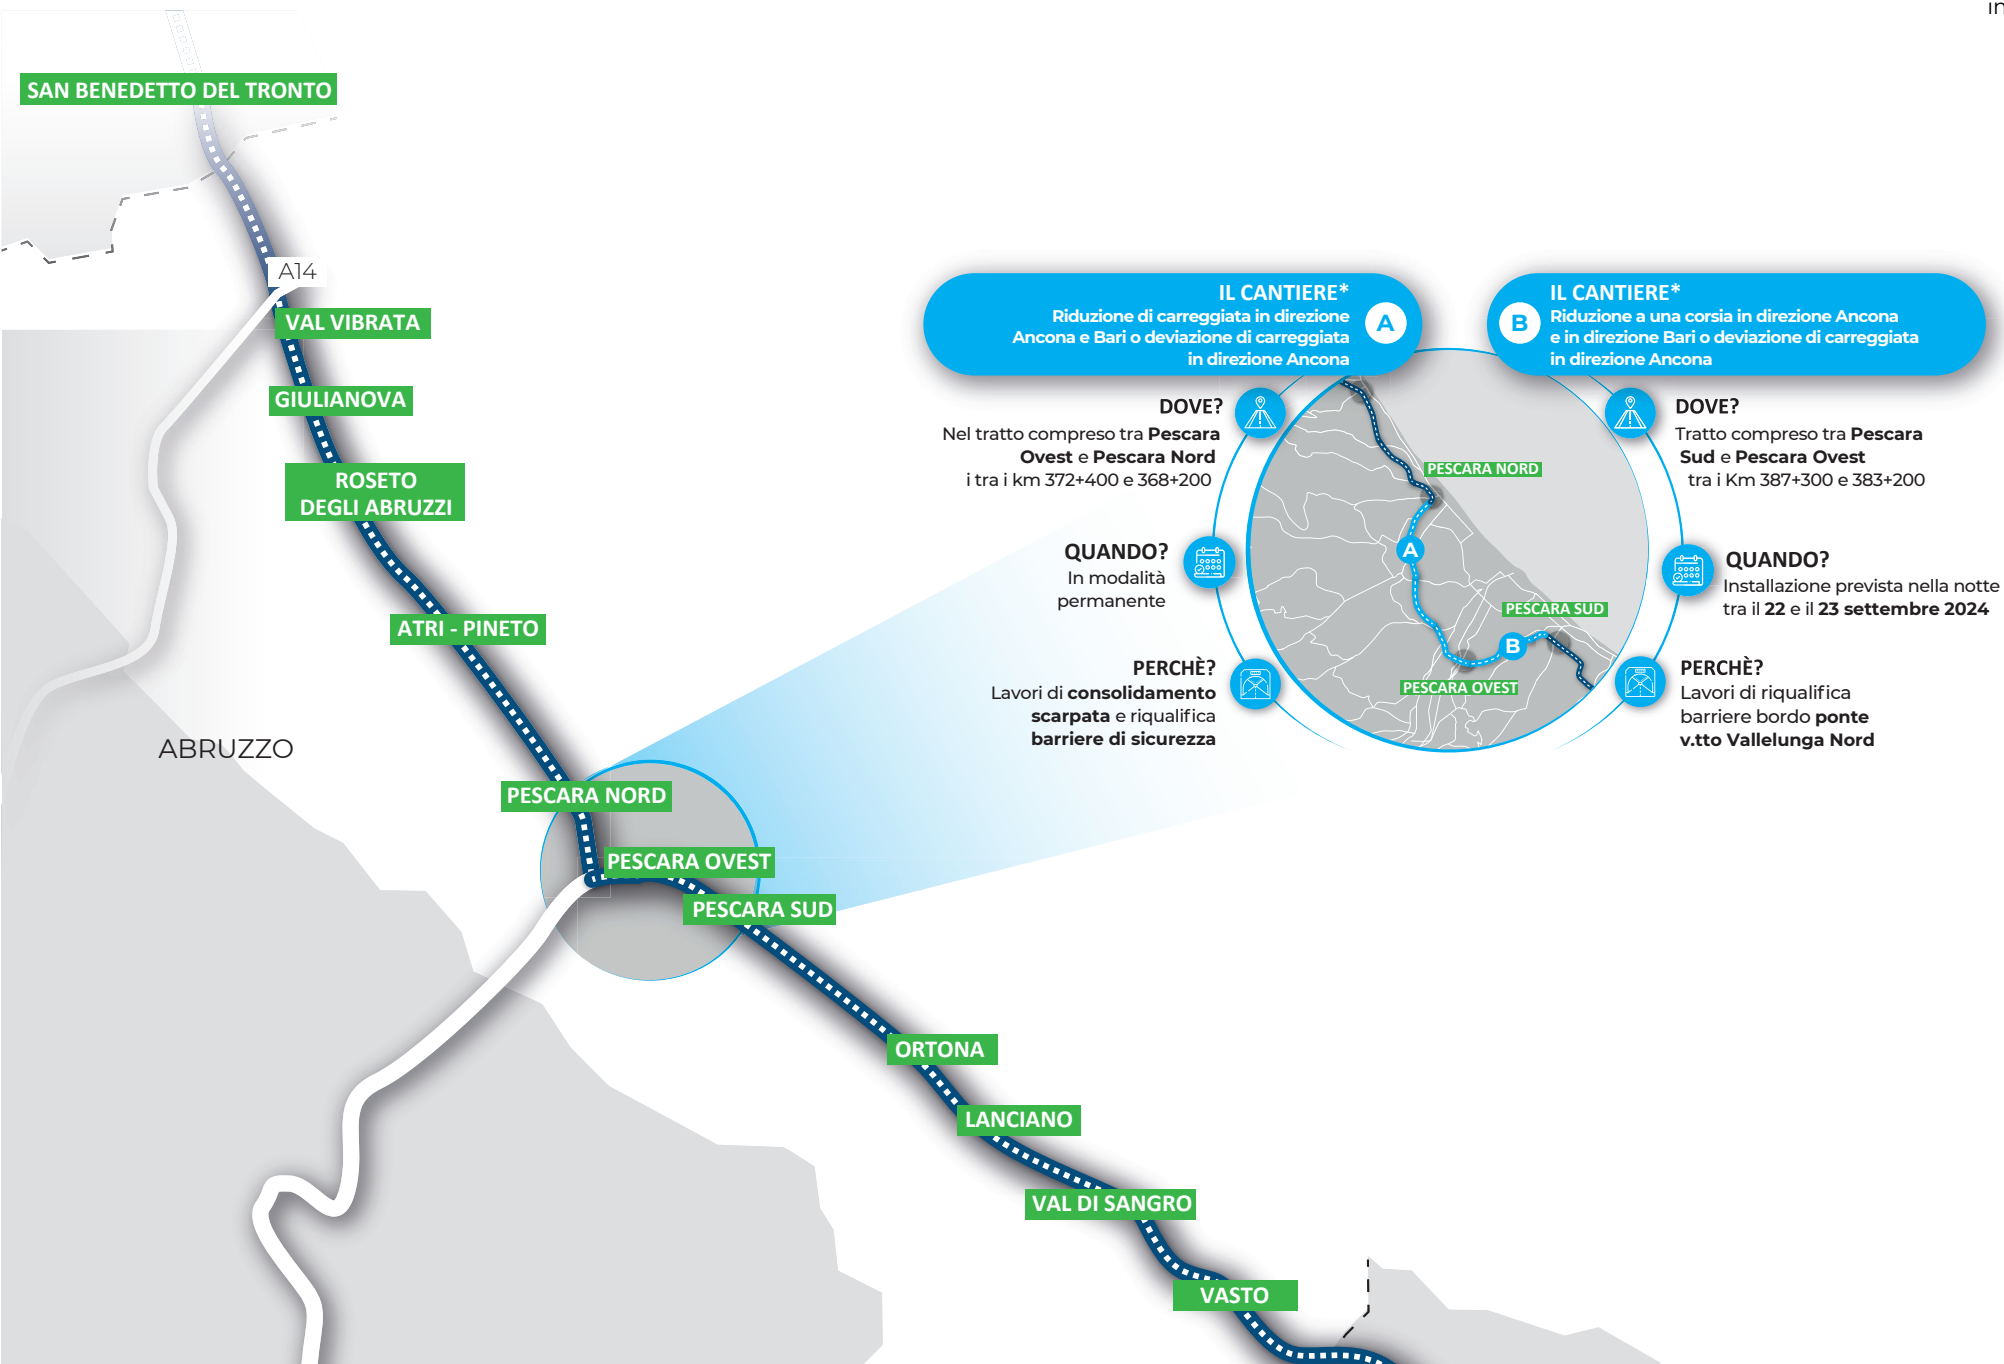 in
SAN BENEDETTO DEL TRONTO
A14
VAL VIBRATA
GIULIANOVA
ROSETO
DEGLI ABRUZZI
ATRI - PINETO
ABRUZZO
PESCARA NORD
PESCARA OVEST
PESCARA SUD
ORTONA
LANCIANO
VAL DI SANGRO
VASTO
IL CANTIERE*
Riduzione di carreggiata in direzione
Ancona e Bari o deviazione di carreggiata
in direzione Ancona
A
DOVE?
Nel tratto compreso tra Pescara
Ovest e Pescara Nord
i tra i km 372+400 e 368+200
QUANDO?
In modalità
permanente
PERCHÈ?
Lavori di consolidamento
scarpata e riqualifica
barriere di sicurezza
PESCARA NORD
A
PESCARA SUD
B
PESCARA OVEST
B
IL CANTIERE*
Riduzione a una corsia in direzione Ancona
e in direzione Bari o deviazione di carreggiata
in direzione Ancona
DOVE?
Tratto compreso tra Pescara
Sud e Pescara Ovest
tra i Km 387+300 e 383+200
QUANDO?
Installazione prevista nella notte
tra il 22 e il 23 settembre 2024
PERCHÈ?
Lavori di riqualifica
barriere bordo ponte
v.tto Vallelunga Nord